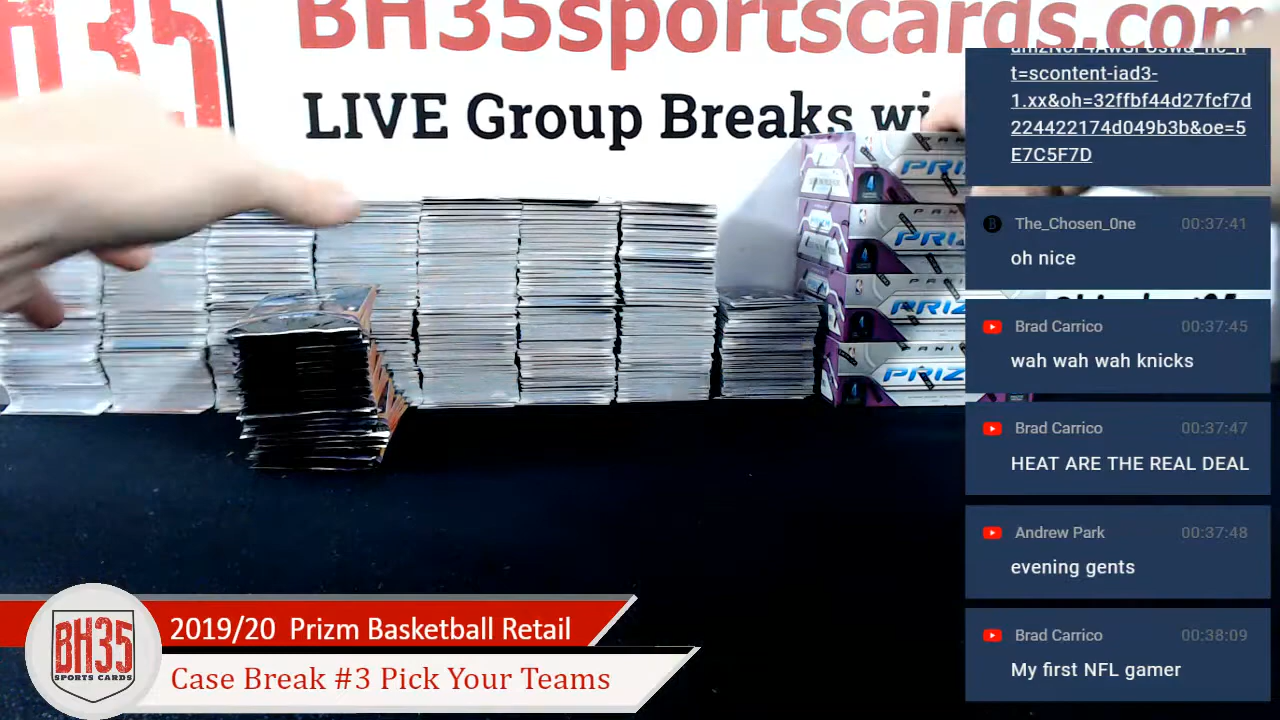 BH35sportscards.com
LIVE Group Breaks
t=scontent-iad3-
1.xx&oh=32ffbf44d27fcf7d
224422174d049b3b&oe=5
E7C5F7D
The_Chosen_0ne 00:37:41
oh nice
Brad Carrico 00:37:45
wah wah wah knicks
Brad Carrico 00:37:47
HEAT ARE THE REAL DEAL
Andrew Park 00:37:48
evening gents
Brad Carrico 00:38:09
My first NFL gamer
BH35
SPORTS CARDS
2019/20 Prizm Basketball Retail
Case Break #3 Pick Your Teams